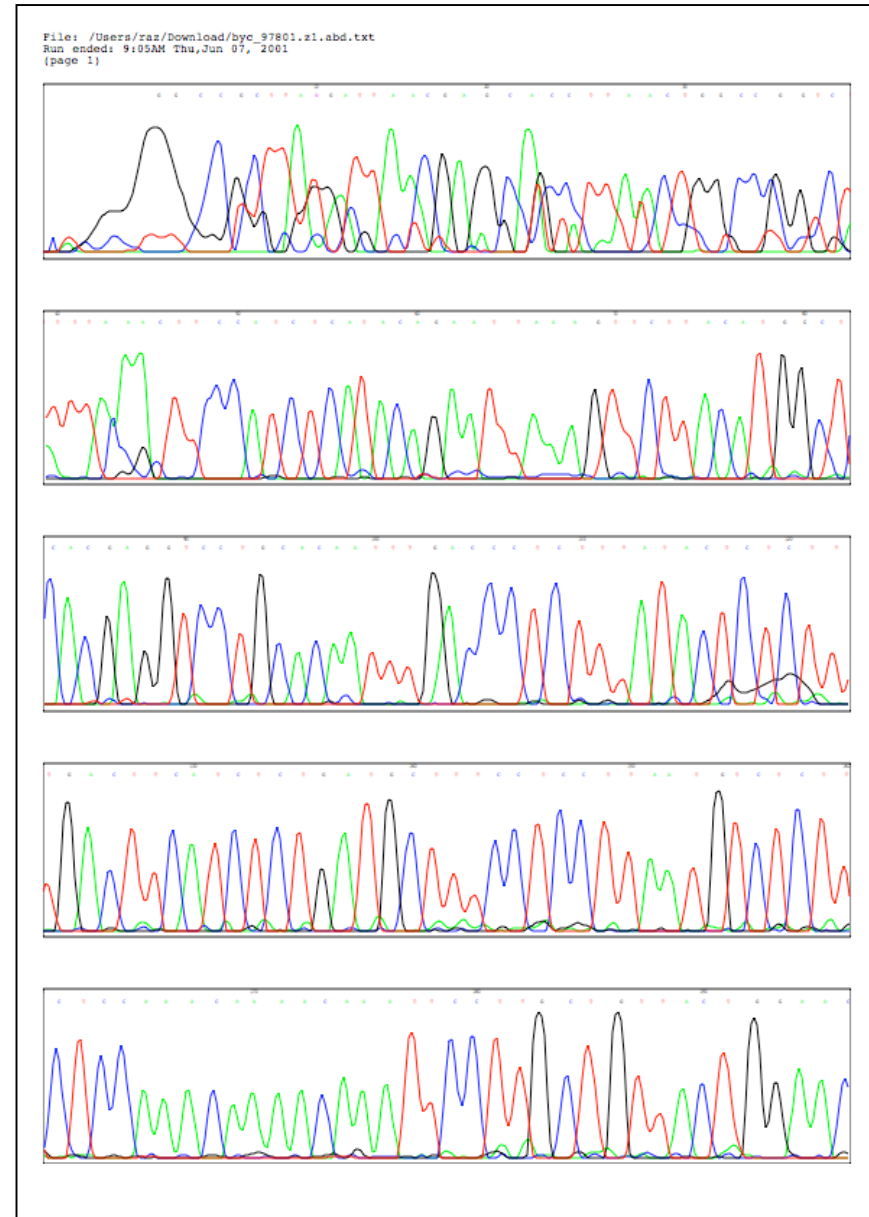 File: /Users/raz/Download/byc_97801.z1.abd.txt
Run ended: 9:05AM Thu,Jun 07, 2001
(page 1)
G G C C G C T T A G A T T A A C G A G C A C C T T A A C T G G C C G G T C
T T T A A A C T T C C A T C T C A T A C A G A A T T A A A G T T C T T A C A T G G C T
C A C G A G G T C C T G C A C A A T T T G A C C C T C T T T A T A C T C T C T T
T G A C T T C A T C T C T G A T G C T T T C C T C C T T A A T G T C T C T T
C T C C A A A C A A A A C A A A T T C C T T G C T G T T A C T G G A A C